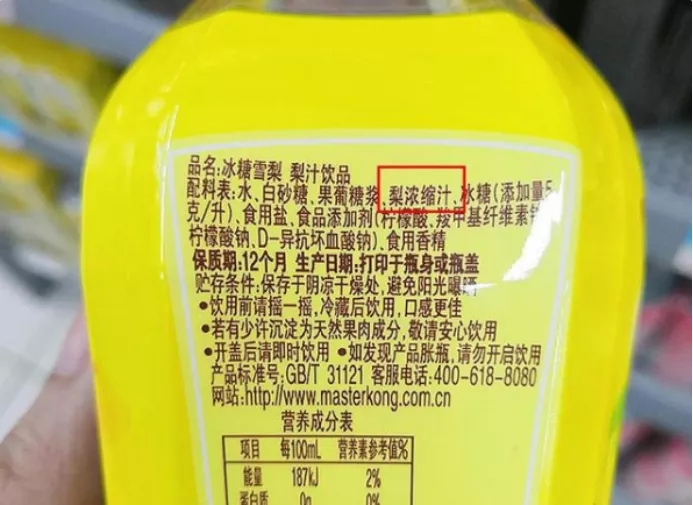 品名:冰糖雪梨 梨汁饮品
配料表:水、白砂糖、果葡糖浆、梨浓缩汁、冰糖(添加量5
克/升)、食用盐、食品添加剂(柠檬酸、羧甲基纤维素钠
柠檬酸钠、D-异抗坏血酸钠)、食用香精
保质期:12个月 生产日期:打印于瓶身或瓶盖
贮存条件:保存于阴凉干燥处,避免阳光曝晒
•饮用前请摇一摇,冷藏后饮用,口感更佳
•若有少许沉淀为天然果肉成分,敬请安心饮用
•开盖后请即时饮用 •如发现产品胀瓶,请勿开启饮用
产品标准号:GB/T 31121 客服电话:400-618-8080
网站:http://www.masterkong.com.cn
营养成分表
项目 每100mL 营养素参考值%
能量 187kJ 2%
蛋白质 0g 0%